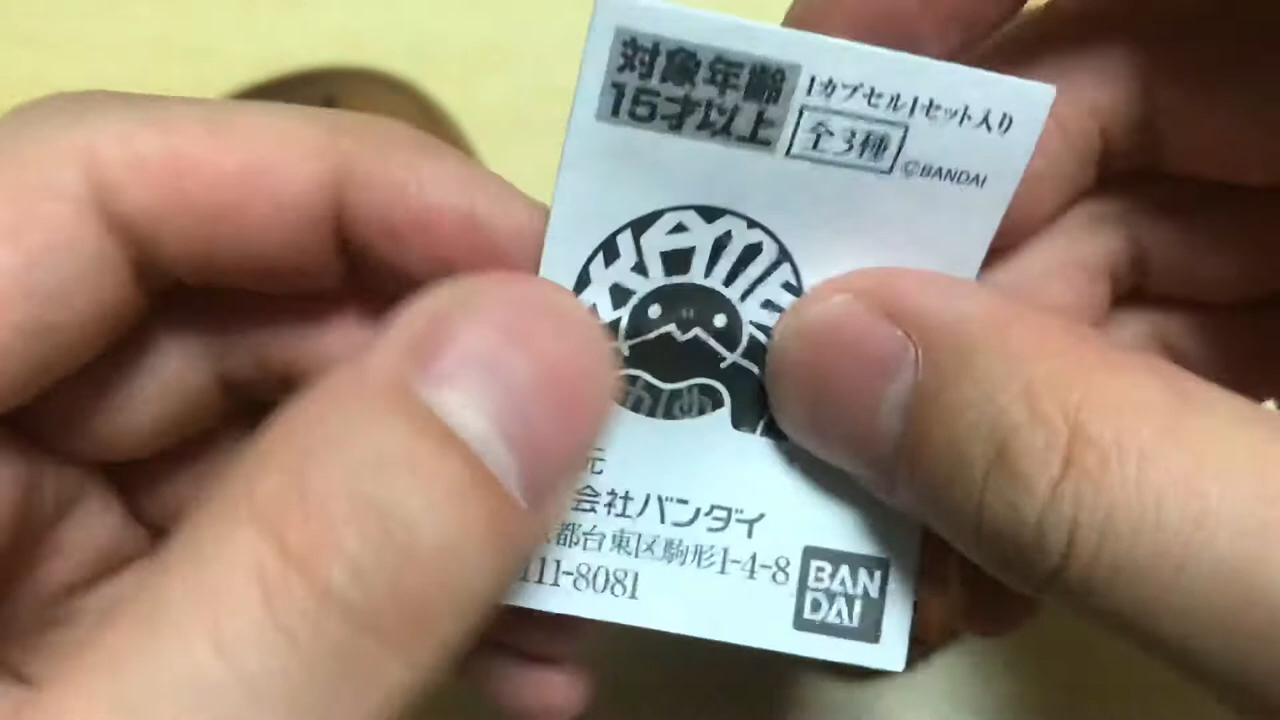 対象年齢
15才以上
1カプセル1セット入り
全3種
©BANDAI
KAME
かめ
元
会社バンダイ
都台東区駒形1-4-8
111-8081
BAN
DAI